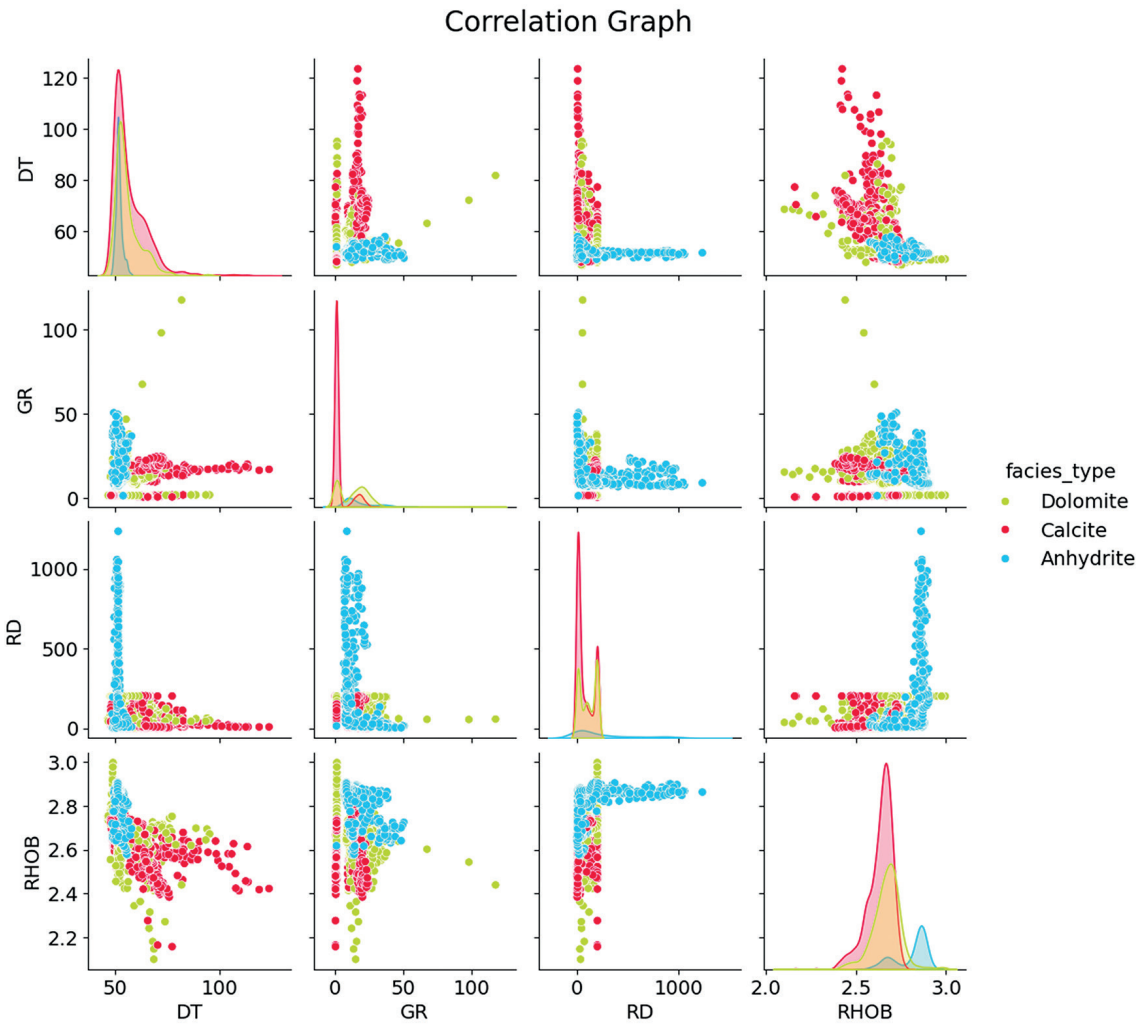 Correlation Graph
120
100
80
60
DT
100
50
0
GR
1000
500
0
RD
3.0
2.8
2.6
2.4
2.2
RHOB
50 100
0 50 100
0 1000
2.0 2.5 3.0
DT
GR
RD
RHOB
facies_type
Dolomite
Calcite
Anhydrite